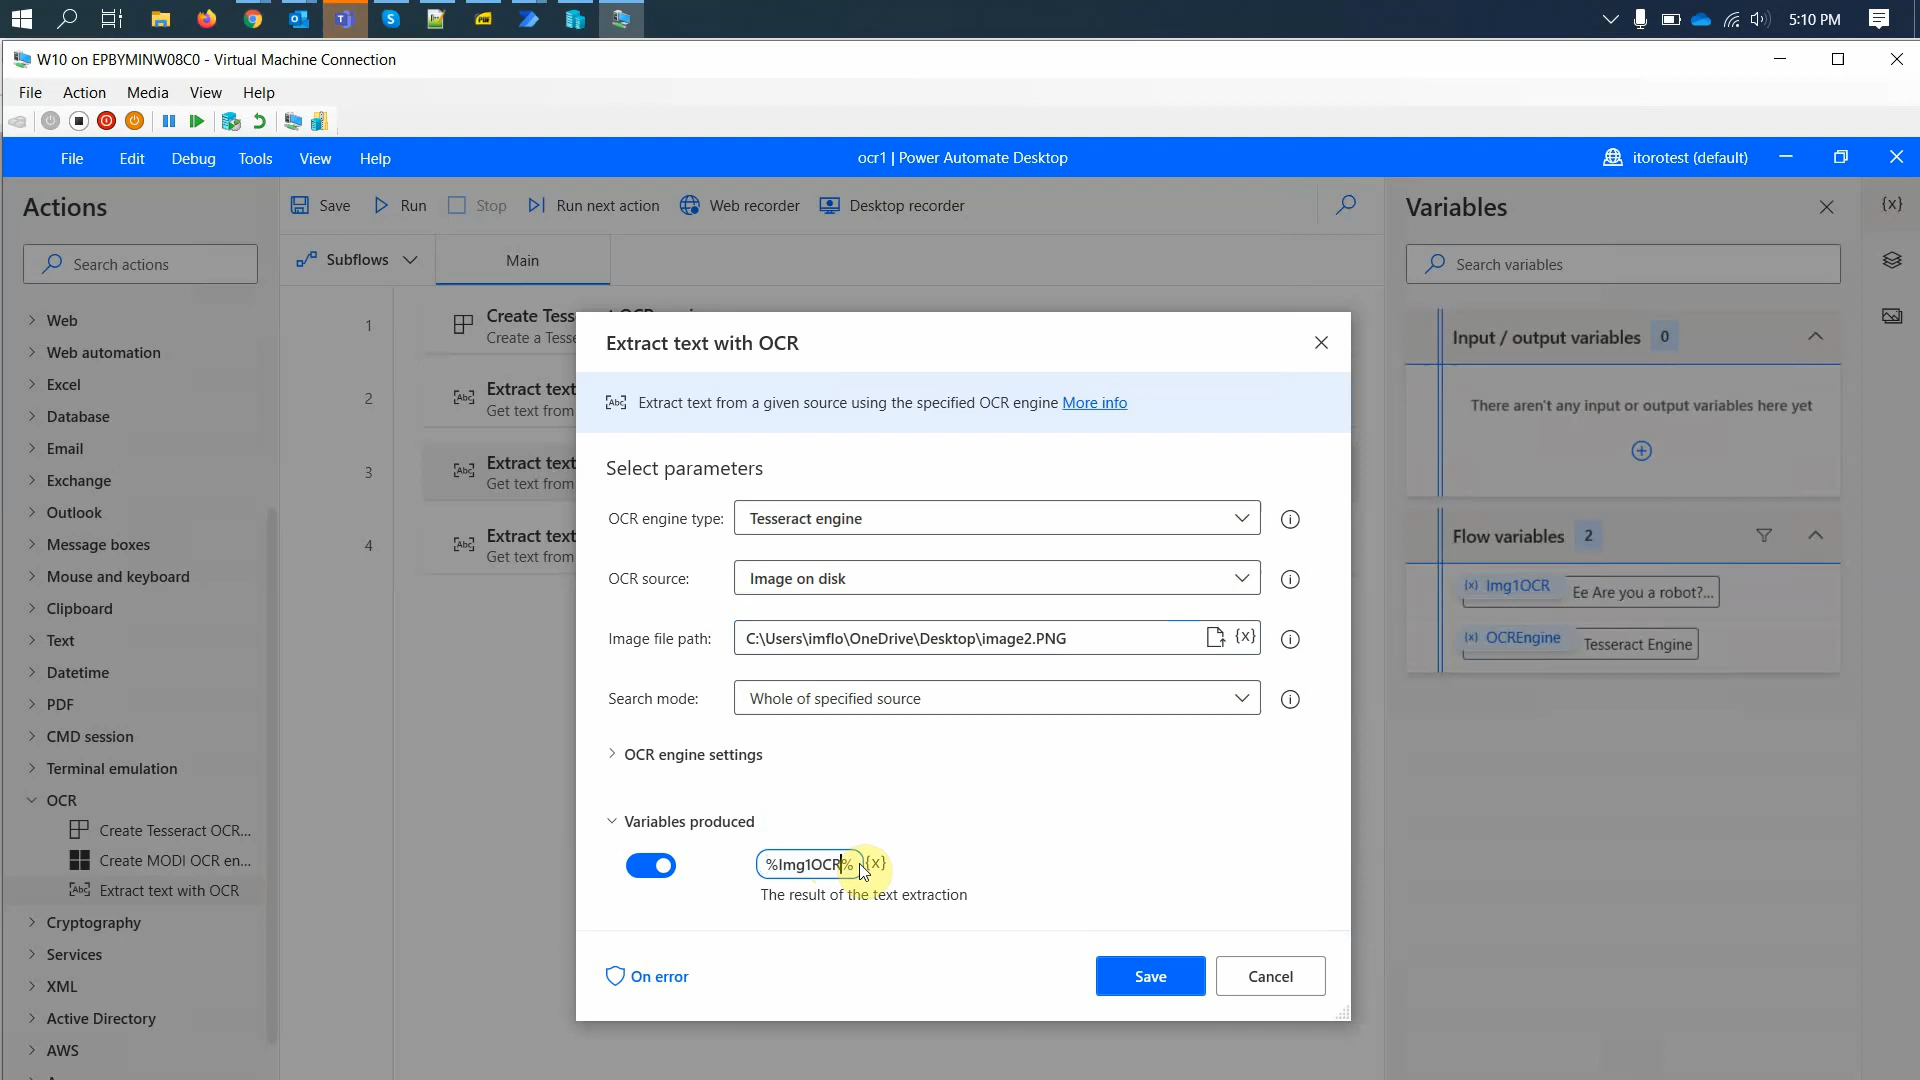 5:10 PM
W10 on EPBYMINW08C0 - Virtual Machine Connection
File Action Media View Help
File Edit Debug Tools View Help
ocr1 | Power Automate Desktop
itorotest (default)
Actions
Search actions
Web
Web automation
Excel
Database
Email
Exchange
Outlook
Message boxes
Mouse and keyboard
Clipboard
Text
Datetime
PDF
CMD session
Terminal emulation
OCR
Create Tesseract OCR...
Create MODI OCR en...
Extract text with OCR
Cryptography
Services
XML
Active Directory
AWS
Save Run Stop Run next action Web recorder Desktop recorder
Subflows Main
1 Create Tess
Create a Tesse
2 Extract text
Get text from
3 Extract text
Get text from
4 Extract text
Get text from
Extract text with OCR
Extract text from a given source using the specified OCR engine More info
Select parameters
OCR engine type: Tesseract engine
OCR source: Image on disk
Image file path: C:\Users\imflo\OneDrive\Desktop\image2.PNG {x}
Search mode: Whole of specified source
OCR engine settings
Variables produced
%Img1OCR% {x}
The result of the text extraction
On error
Save
Cancel
Variables
{x}
Search variables
Input / output variables 0
There aren't any input or output variables here yet
Flow variables 2
(x) Img1OCR Ee Are you a robot?...
(x) OCREngine Tesseract Engine